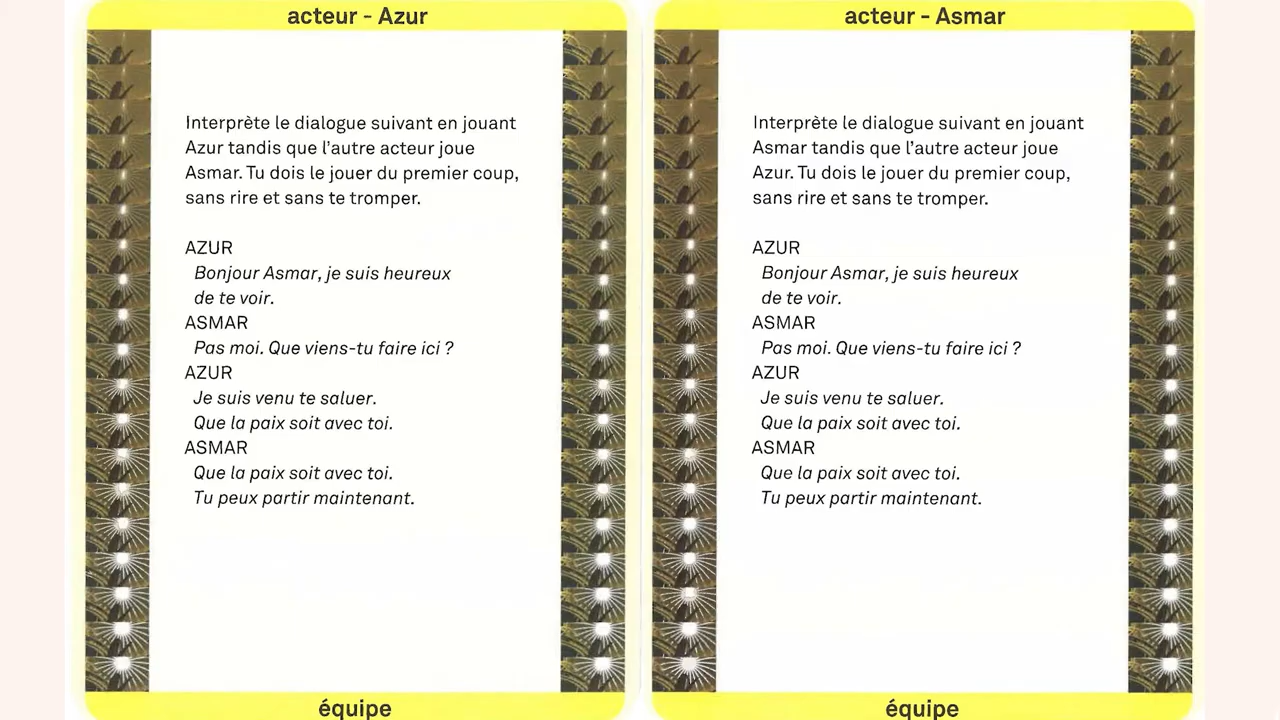 acteur - Azur
Interprète le dialogue suivant en jouant
Azur tandis que l'autre acteur joue
Asmar. Tu dois le jouer du premier coup,
sans rire et sans te tromper.
AZUR
Bonjour Asmar, je suis heureux
de te voir.
ASMAR
Pas moi. Que viens-tu faire ici ?
AZUR
Je suis venu te saluer.
Que la paix soit avec toi.
ASMAR
Que la paix soit avec toi.
Tu peux partir maintenant.
équipe
acteur - Asmar
Interprète le dialogue suivant en jouant
Asmar tandis que l'autre acteur joue
Azur. Tu dois le jouer du premier coup,
sans rire et sans te tromper.
AZUR
Bonjour Asmar, je suis heureux
de te voir.
ASMAR
Pas moi. Que viens-tu faire ici ?
AZUR
Je suis venu te saluer.
Que la paix soit avec toi.
ASMAR
Que la paix soit avec toi.
Tu peux partir maintenant.
équipe